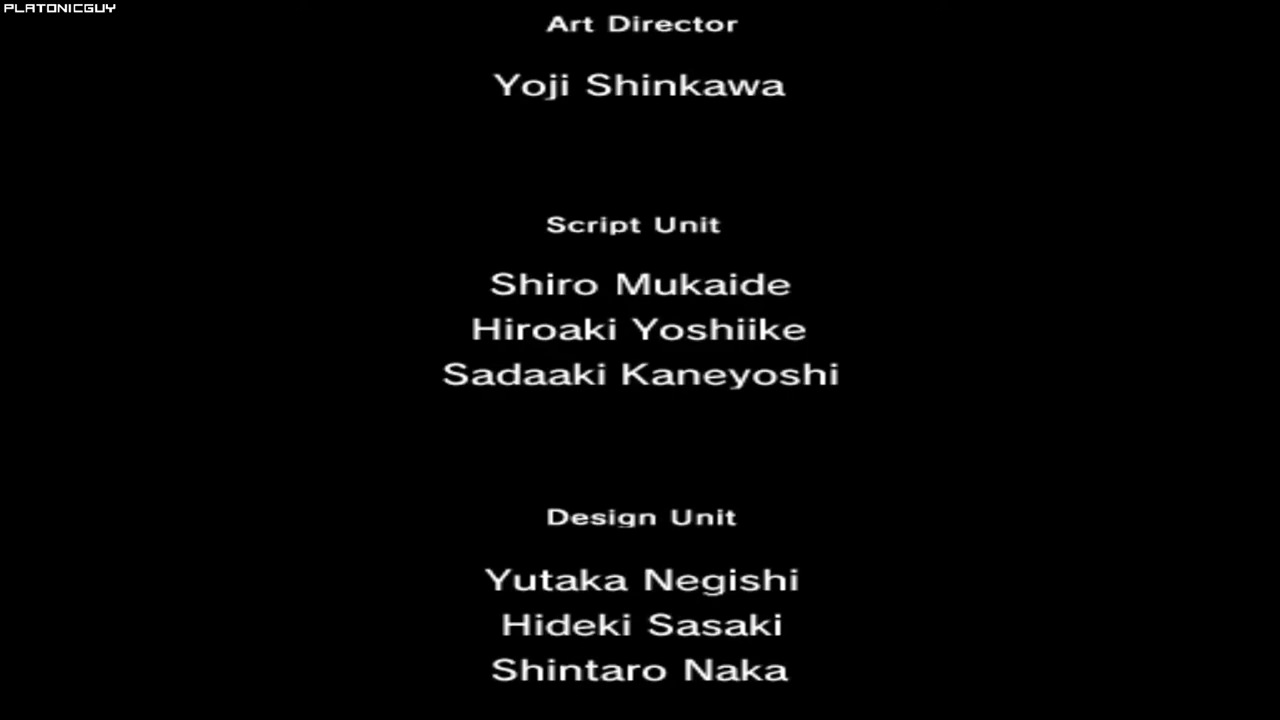 PLATONICGUY
Art Director
Yoji Shinkawa
Script Unit
Shiro Mukaide
Hiroaki Yoshiike
Sadaaki Kaneyoshi
Design Unit
Yutaka Negishi
Hideki Sasaki
Shintaro Naka